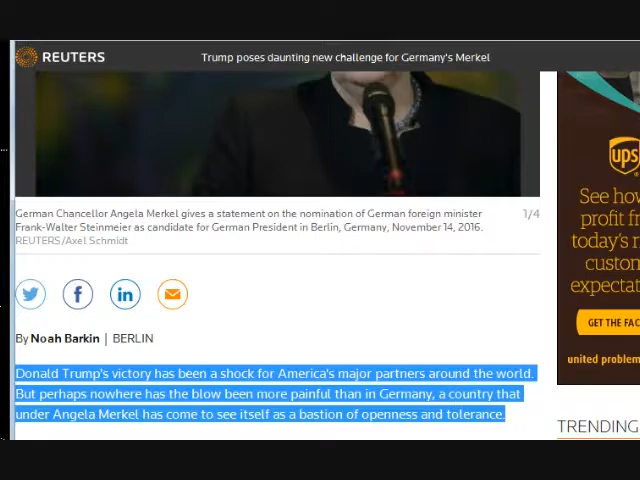 REUTERS
Trump poses daunting new challenge for Germany's Merkel
German Chancellor Angela Merkel gives a statement on the nomination of German foreign minister
Frank-Walter Steinmeier as candidate for German President in Berlin, Germany, November 14, 2016.
REUTERS/Axel Schmidt
1/4
By Noah Barkin | BERLIN
Donald Trump's victory has been a shock for America's major partners around the world.
But perhaps nowhere has the blow been more painful than in Germany, a country that
under Angela Merkel has come to see itself as a bastion of openness and tolerance.
ups
See how
profit fr
today's r
custom
expectat
GET THE FAC
united problem
TRENDING